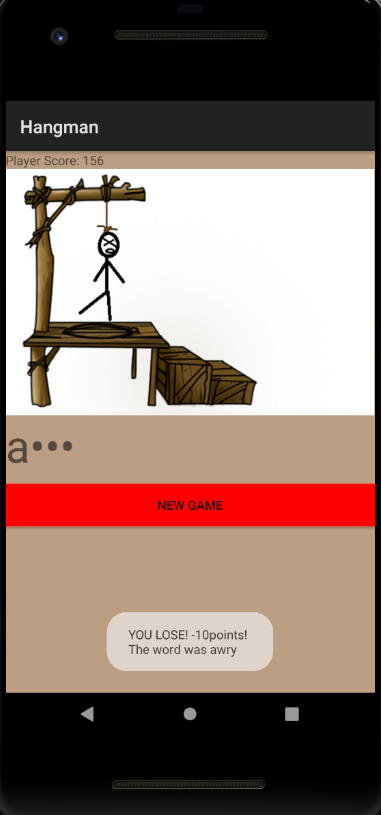 Hangman
Player Score: 156
a•••
NEW GAME
YOU LOSE! -10points!
The word was awry